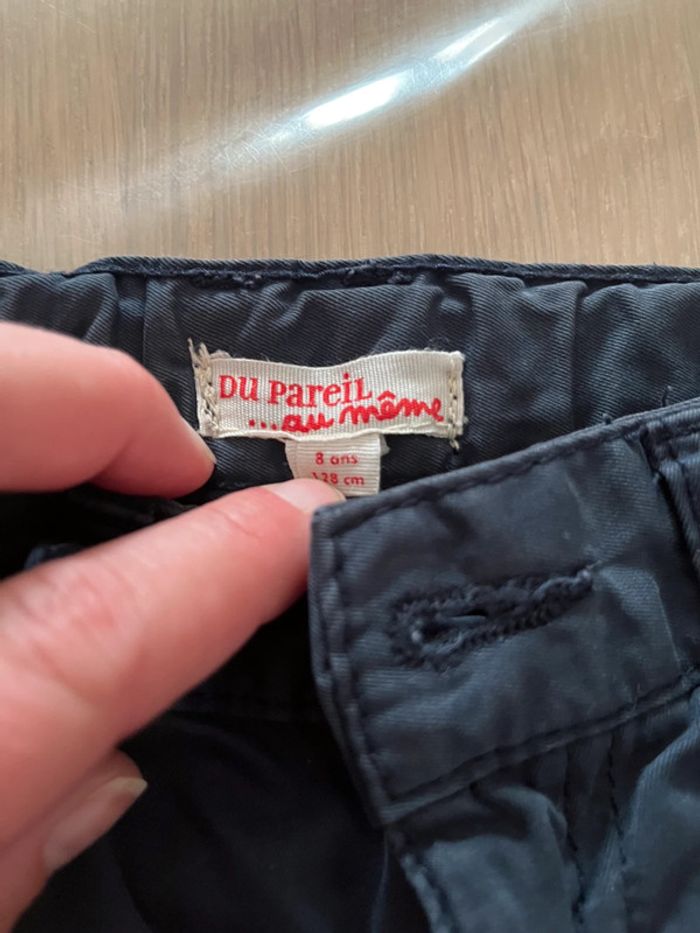 DU PAREIL
...au même
8 ans
128 cm